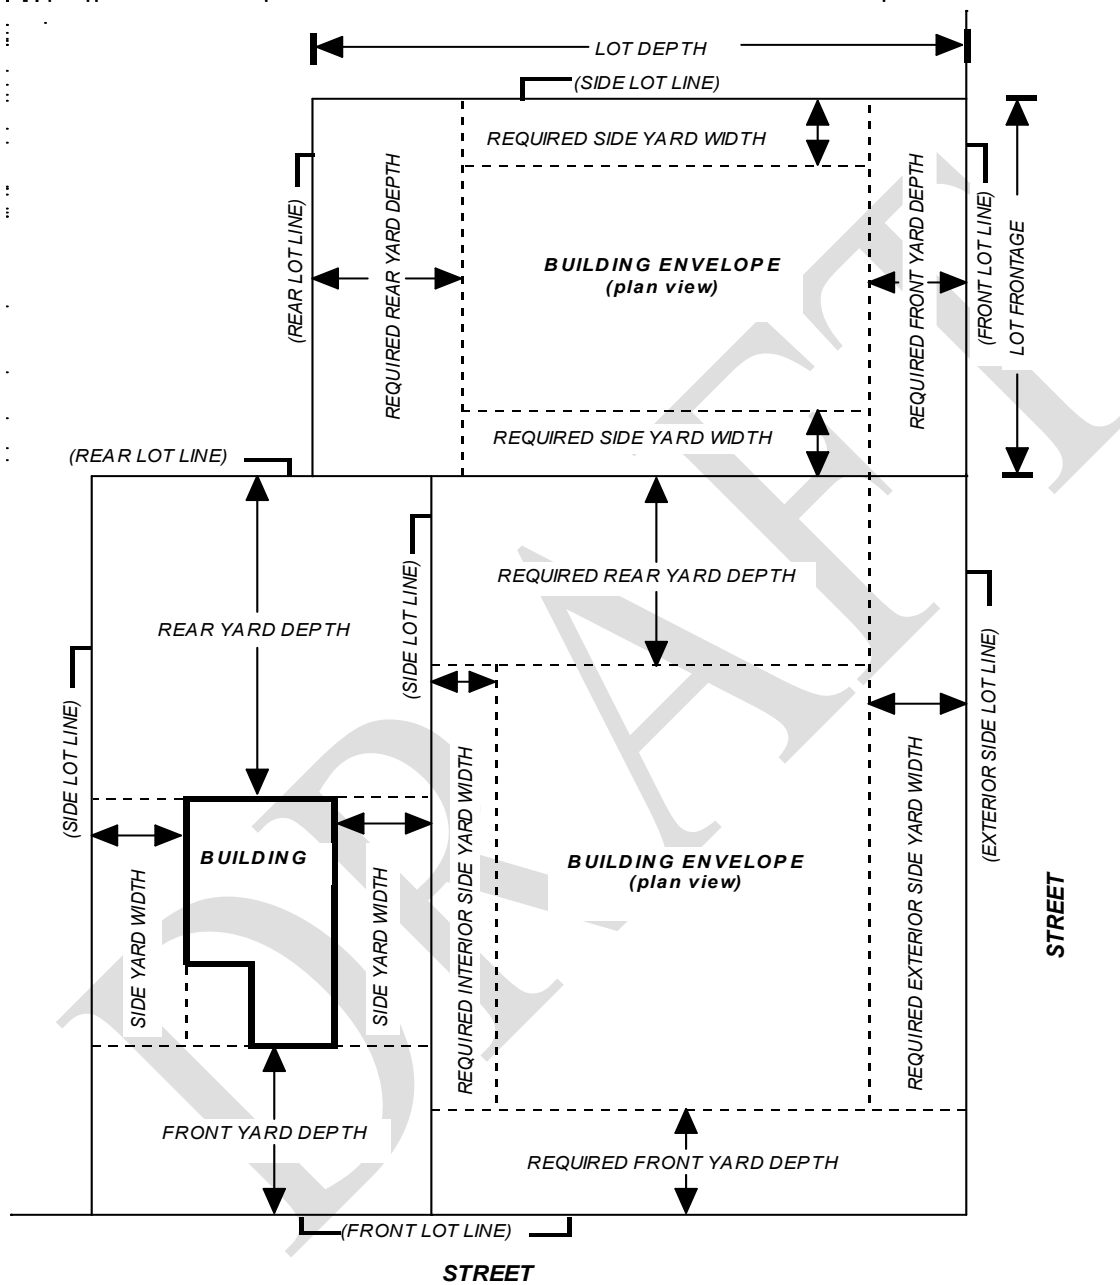 LOT DEPTH
(SIDE LOT LINE)
REQUIRED SIDE YARD WIDTH
(REAR LOT LINE)
REQUIRED REAR YARD DEPTH
BUILDING ENVELOPE
(plan view)
REQUIRED FRONT YARD DEPTH
(FRONT LOT LINE)
LOT FRONTAGE
REQUIRED SIDE YARD WIDTH
(REAR LOT LINE)
(SIDE LOT LINE)
REQUIRED REAR YARD DEPTH
REAR YARD DEPTH
(SIDE LOT LINE)
(EXTERIOR SIDE LOT LINE)
BUILDING
SIDE YARD WIDTH
SIDE YARD WIDTH
REQUIRED INTERIOR SIDE YARD WIDTH
BUILDING ENVELOPE
(plan view)
REQUIRED EXTERIOR SIDE YARD WIDTH
STREET
FRONT YARD DEPTH
REQUIRED FRONT YARD DEPTH
(FRONT LOT LINE)
STREET
DRAFT